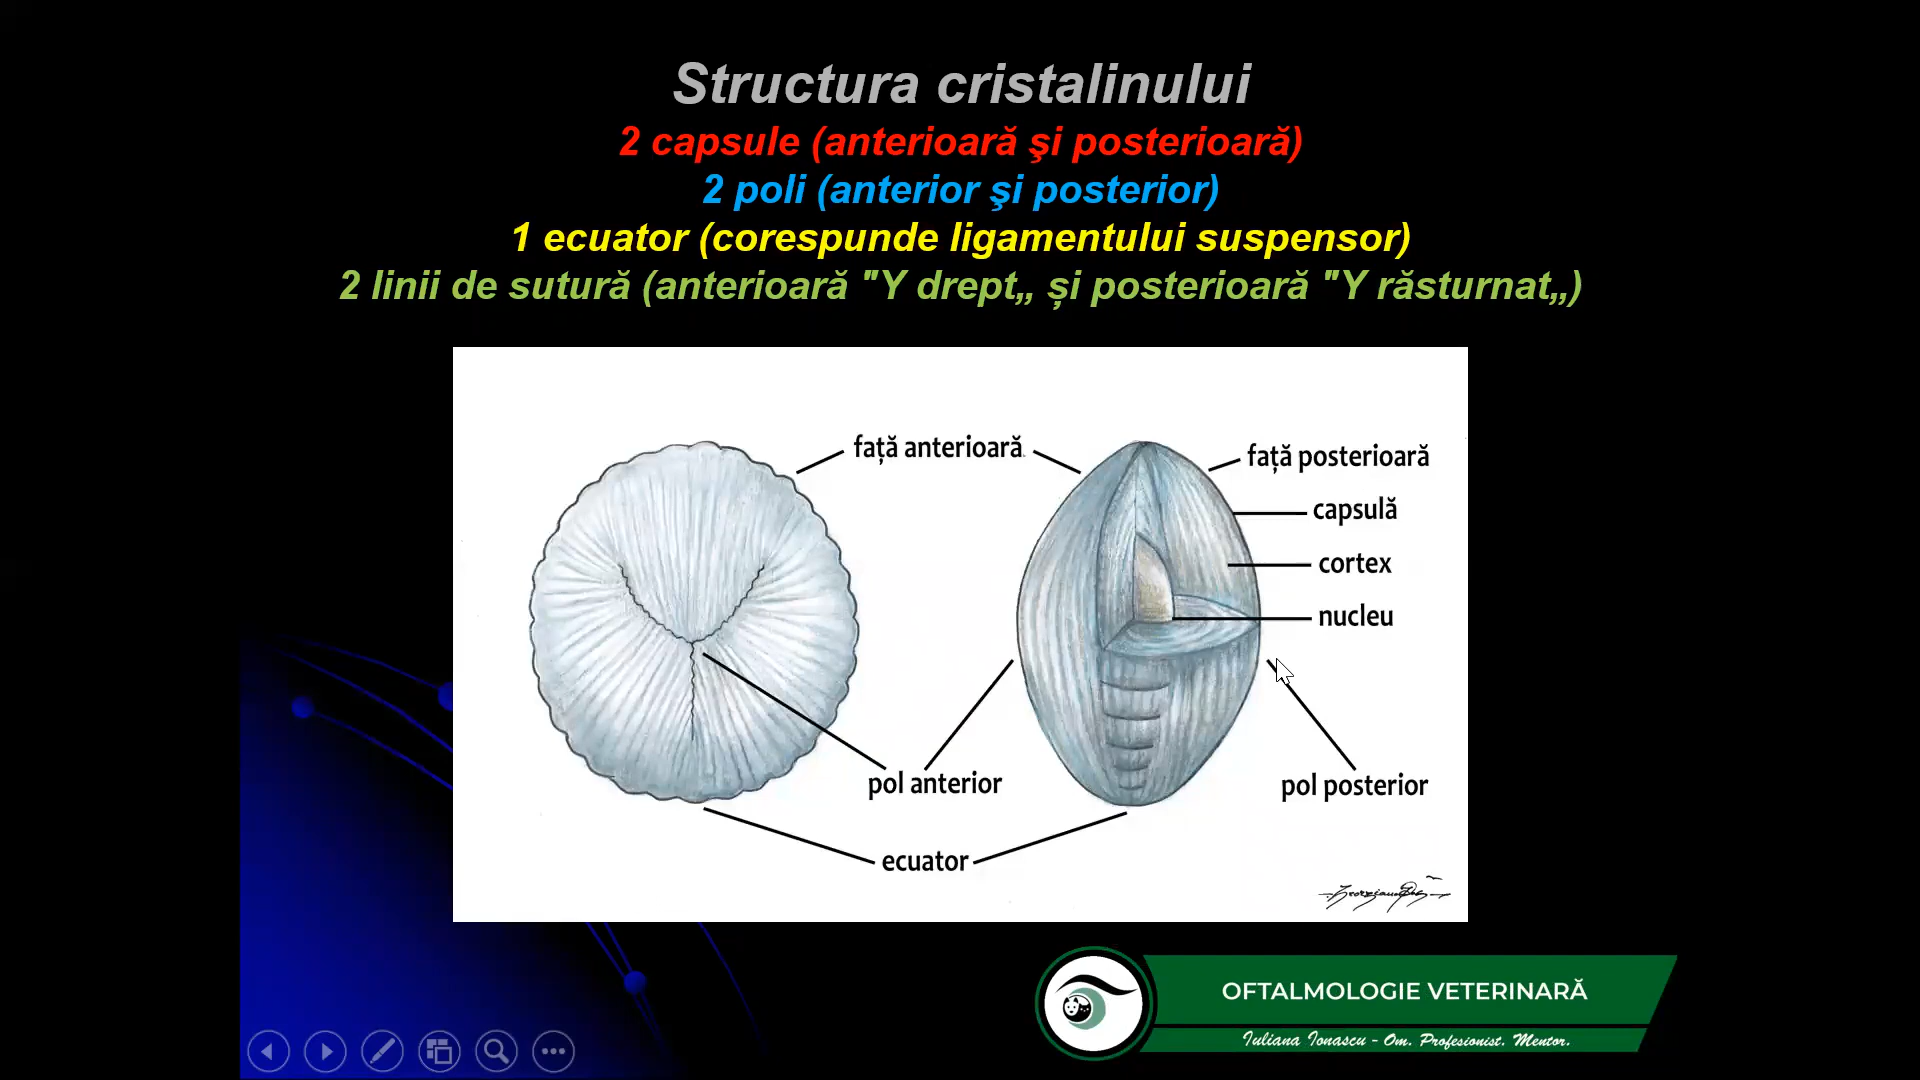 Structura cristalinului
2 capsule (anterioară şi posterioară)
2 poli (anterior şi posterior)
1 ecuator (corespunde ligamentului suspensor)
2 linii de sutură (anterioară "Y drept„ și posterioară "Y răsturnat„)
față anterioară
față posterioară
capsulă
cortex
nucleu
pol anterior
pol posterior
ecuator
OFTALMOLOGIE VETERINARĂ
Iuliana Ionascu - Om. Profesionist. Mentor.